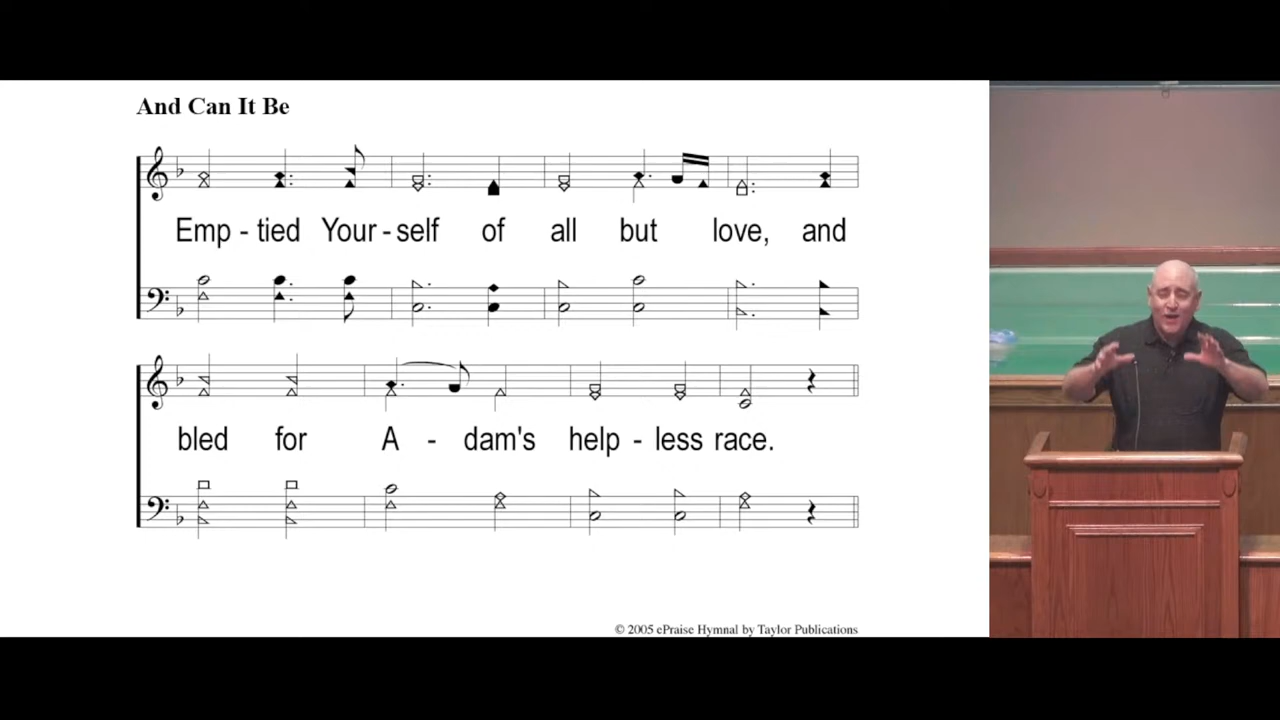 And Can It Be
Emp - tied Your - self of all but love, and
bled for A - dam's help - less race.
© 2005 ePraise Hymnal by Taylor Publications